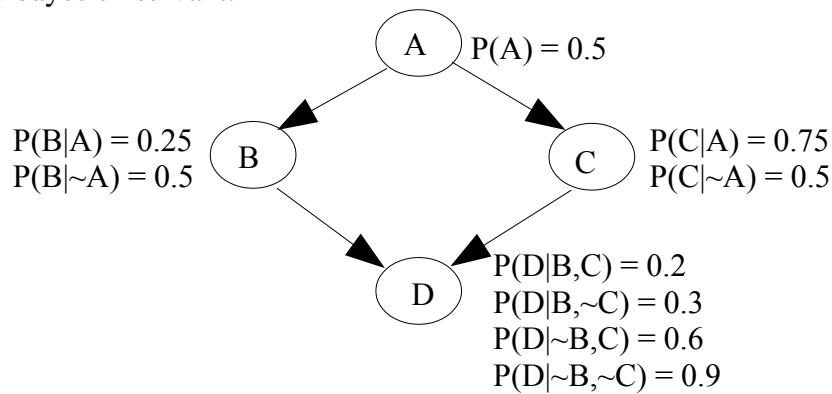 A
P(A) = 0.5
P(B|A) = 0.25
P(B|~A) = 0.5
B
C
P(C|A) = 0.75
P(C|~A) = 0.5
D
P(D|B,C) = 0.2
P(D|B,~C) = 0.3
P(D|~B,C) = 0.6
P(D|~B,~C) = 0.9